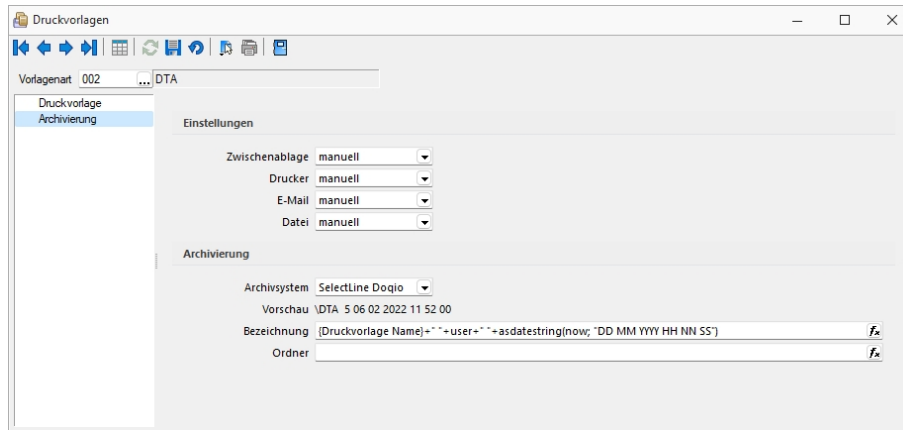 Druckvorlagen
Vorlagenart 002 ... DTA
Druckvorlage
Archivierung
Einstellungen
Zwischenablage manuell
Drucker manuell
E-Mail manuell
Datei manuell
Archivierung
Archivsystem SelectLine Doqio
Vorschau \DTA 5 06 02 2022 11 52 00
Bezeichnung {Druckvorlage Name}+" "+user+" "+asdatestring(now; "DD MM YYYY HH NN SS") fx
Ordner fx